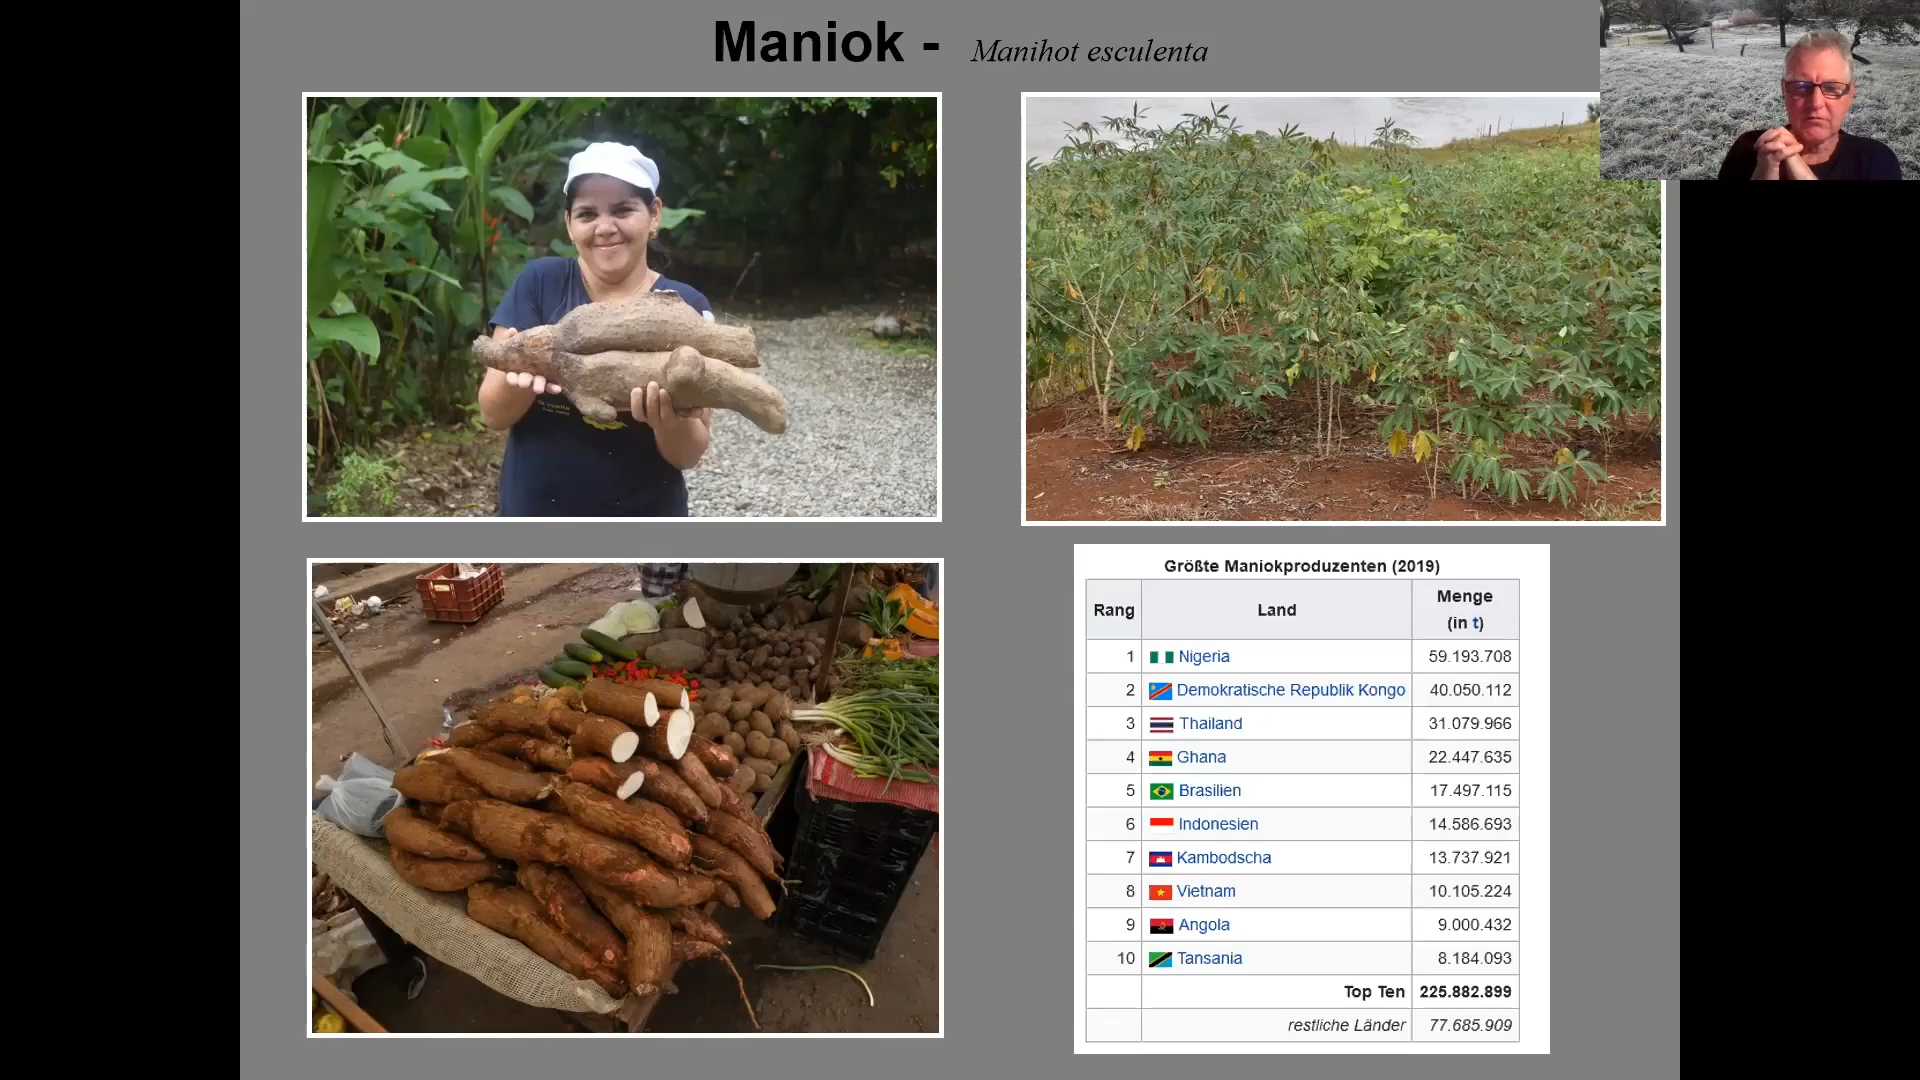 Maniok - Manihot esculenta
Größte Maniokproduzenten (2019)
Rang Land Menge (in t)
1 Nigeria 59.193.708
2 Demokratische Republik Kongo 40.050.112
3 Thailand 31.079.966
4 Ghana 22.447.635
5 Brasilien 17.497.115
6 Indonesien 14.586.693
7 Kambodscha 13.737.921
8 Vietnam 10.105.224
9 Angola 9.000.432
10 Tansania 8.184.093
Top Ten 225.882.899
restliche Länder 77.685.909